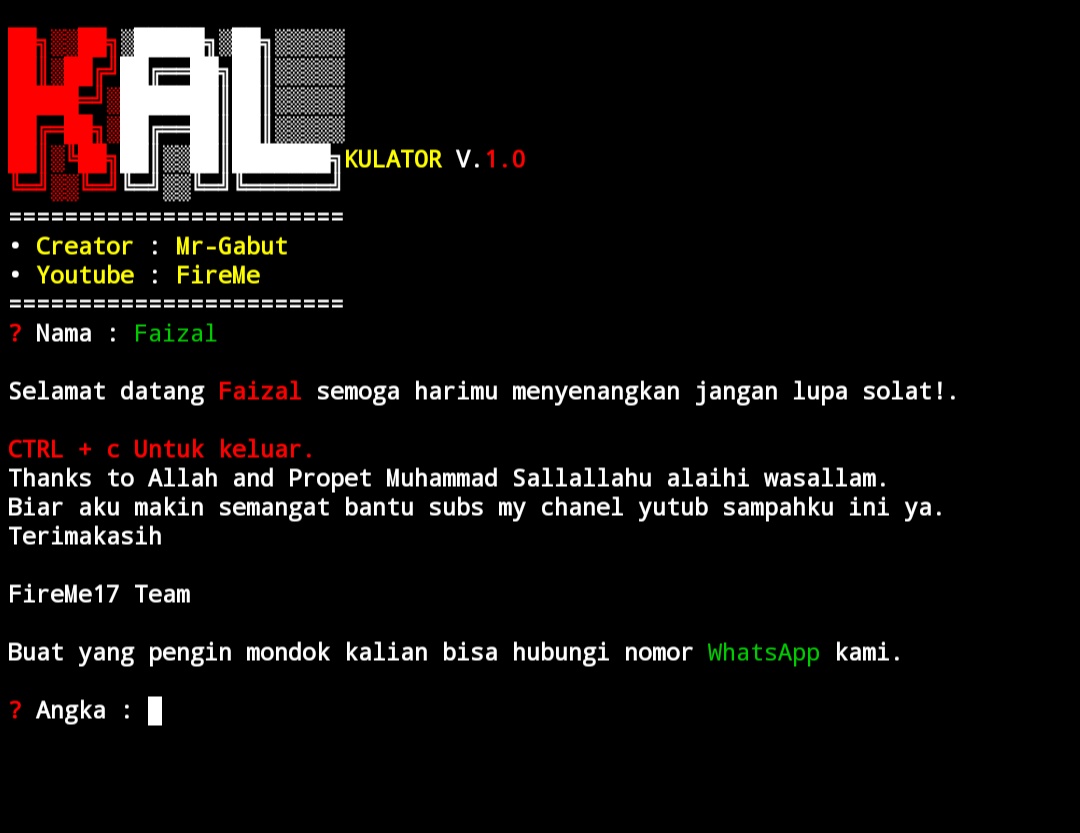 KAL
KULATOR V.1.0
========================
• Creator : Mr-Gabut
• Youtube : FireMe
========================
? Nama : Faizal
Selamat datang Faizal semoga harimu menyenangkan jangan lupa solat!.
CTRL + c Untuk keluar.
Thanks to Allah and Propet Muhammad Sallallahu alaihi wasallam.
Biar aku makin semangat bantu subs my chanel yutub sampahku ini ya.
Terimakasih
FireMe17 Team
Buat yang pengin mondok kalian bisa hubungi nomor WhatsApp kami.
? Angka :